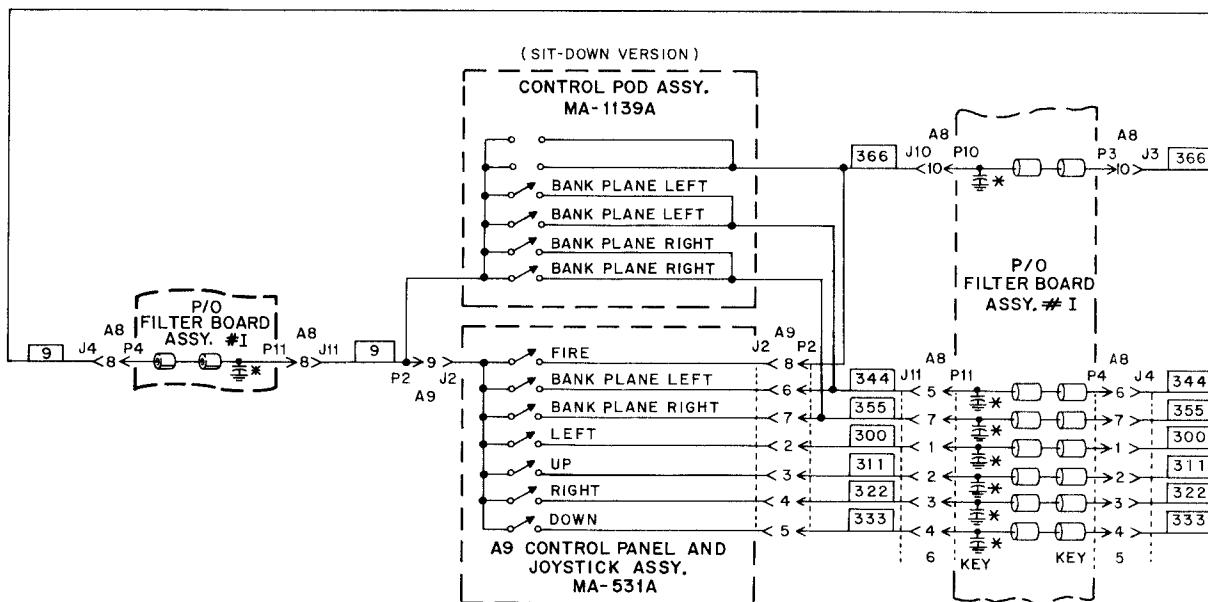 ( SIT-DOWN VERSION )
CONTROL POD ASSY.
MA-1139A
BANK PLANE LEFT
BANK PLANE LEFT
BANK PLANE RIGHT
BANK PLANE RIGHT
366
J10
A8
P10
10
*
P3
A8
J3
10
366
P/O
FILTER BOARD
ASSY. # I
P/O
FILTER BOARD
ASSY. #I
9
J4
A8
P4
8
*
P11
A8
J11
8
9
P2
A9
J2
9
FIRE
BANK PLANE LEFT
BANK PLANE RIGHT
LEFT
UP
RIGHT
DOWN
A9 CONTROL PANEL AND
JOYSTICK ASSY.
MA-531A
A9
J2 P2
8
6
7
2
3
4
5
A8
J11 P11
344 5 * 6 344
355 7 * 7 355
300 1 * 1 300
311 2 * 2 311
322 3 * 3 322
333 4 4 333
A8
P4 J4
6 KEY KEY 5